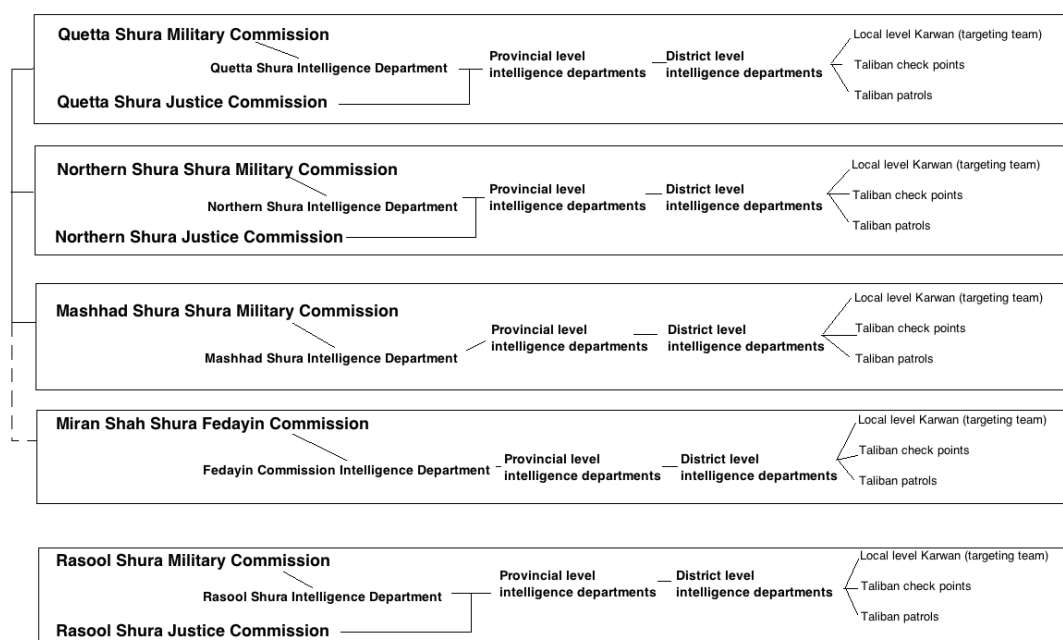 Quetta Shura Military Commission
Quetta Shura Intelligence Department
Quetta Shura Justice Commission
Provincial level
intelligence departments
District level
intelligence departments
Local level Karwan (targeting team)
Taliban check points
Taliban patrols
Northern Shura Shura Military Commission
Northern Shura Intelligence Department
Northern Shura Justice Commission
Provincial level
intelligence departments
District level
intelligence departments
Local level Karwan (targeting team)
Taliban check points
Taliban patrols
Mashhad Shura Shura Military Commission
Mashhad Shura Intelligence Department
Provincial level
intelligence departments
District level
intelligence departments
Local level Karwan (targeting team)
Taliban check points
Taliban patrols
Miran Shah Shura Fedayin Commission
Fedayin Commission Intelligence Department
Provincial level
intelligence departments
District level
intelligence departments
Local level Karwan (targeting team)
Taliban check points
Taliban patrols
Rasool Shura Military Commission
Rasool Shura Intelligence Department
Rasool Shura Justice Commission
Provincial level
intelligence departments
District level
intelligence departments
Local level Karwan (targeting team)
Taliban check points
Taliban patrols